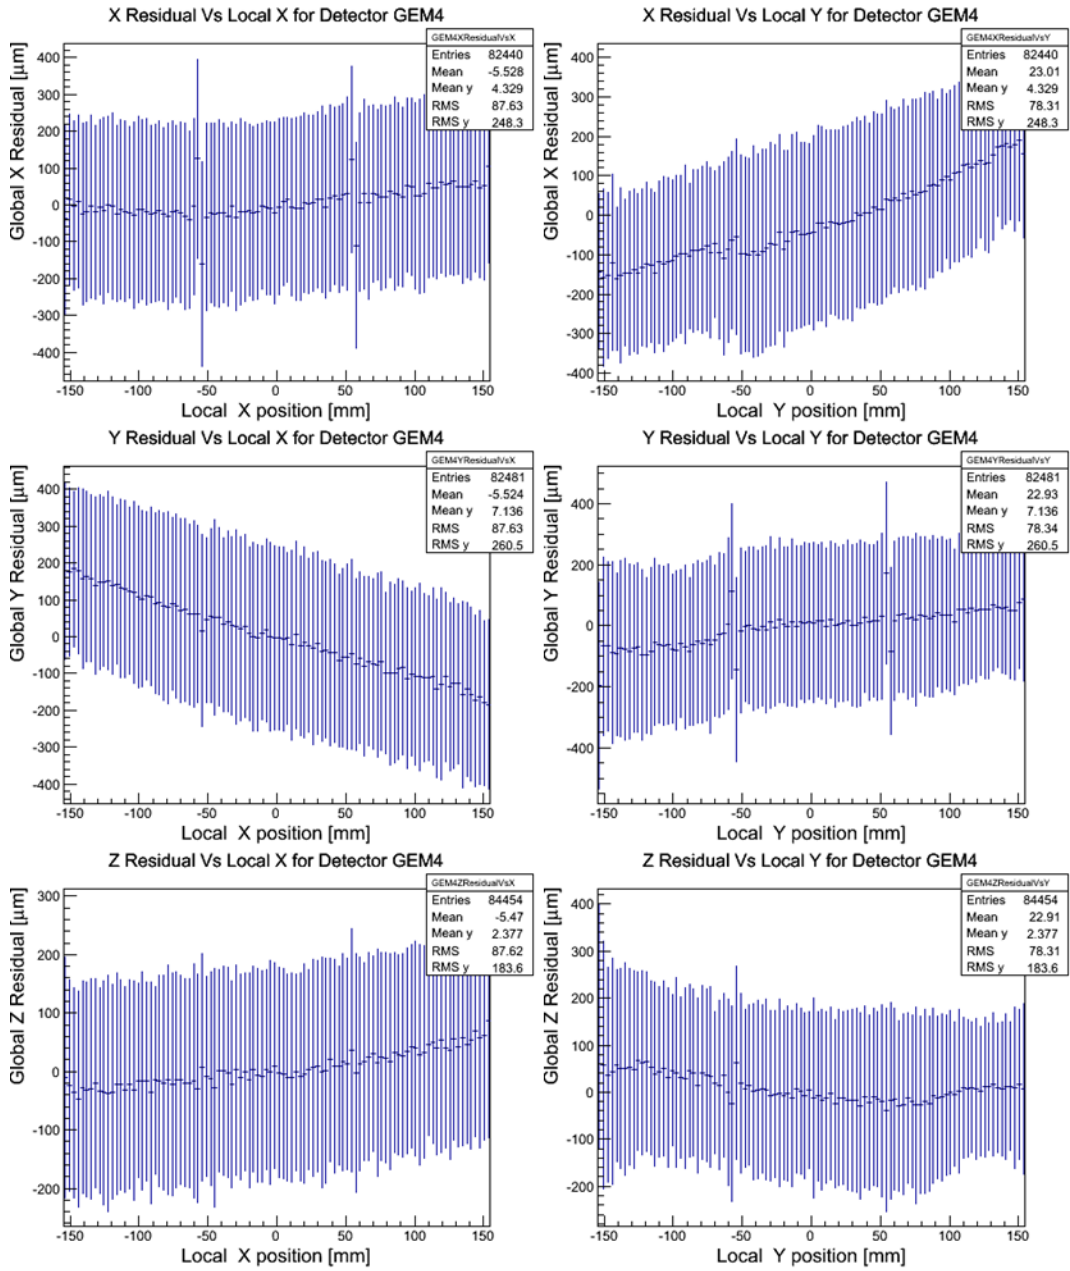 X Residual Vs Local X for Detector GEM4
GEM4XResidualVsX
Entries 82440
Mean -5.528
Mean y 4.329
RMS 87.63
RMS y 248.3
Global X Residual [μm]
400
300
200
100
0
-100
-200
-300
-400
-150 -100 -50 0 50 100 150
Local X position [mm]
X Residual Vs Local Y for Detector GEM4
GEM4XResidualVsY
Entries 82440
Mean 23.01
Mean y 4.329
RMS 78.31
RMS y 248.3
Global X Residual [μm]
400
300
200
100
0
-100
-200
-300
-400
-150 -100 -50 0 50 100 150
Local Y position [mm]
Y Residual Vs Local X for Detector GEM4
GEM4YResidualVsX
Entries 82481
Mean -5.524
Mean y 7.136
RMS 87.63
RMS y 260.5
Global Y Residual [μm]
400
300
200
100
0
-100
-200
-300
-400
-150 -100 -50 0 50 100 150
Local X position [mm]
Y Residual Vs Local Y for Detector GEM4
GEM4YResidualVsY
Entries 82481
Mean 22.93
Mean y 7.136
RMS 78.34
RMS y 260.5
Global Y Residual [μm]
400
200
0
-200
-400
-150 -100 -50 0 50 100 150
Local Y position [mm]
Z Residual Vs Local X for Detector GEM4
GEM4ZResidualVsX
Entries 84454
Mean -5.47
Mean y 2.377
RMS 87.62
RMS y 183.6
Global Z Residual [μm]
300
200
100
0
-100
-200
-150 -100 -50 0 50 100 150
Local X position [mm]
Z Residual Vs Local Y for Detector GEM4
GEM4ZResidualVsY
Entries 84454
Mean 22.91
Mean y 2.377
RMS 78.31
RMS y 183.6
Global Z Residual [μm]
400
300
200
100
0
-100
-200
-150 -100 -50 0 50 100 150
Local Y position [mm]